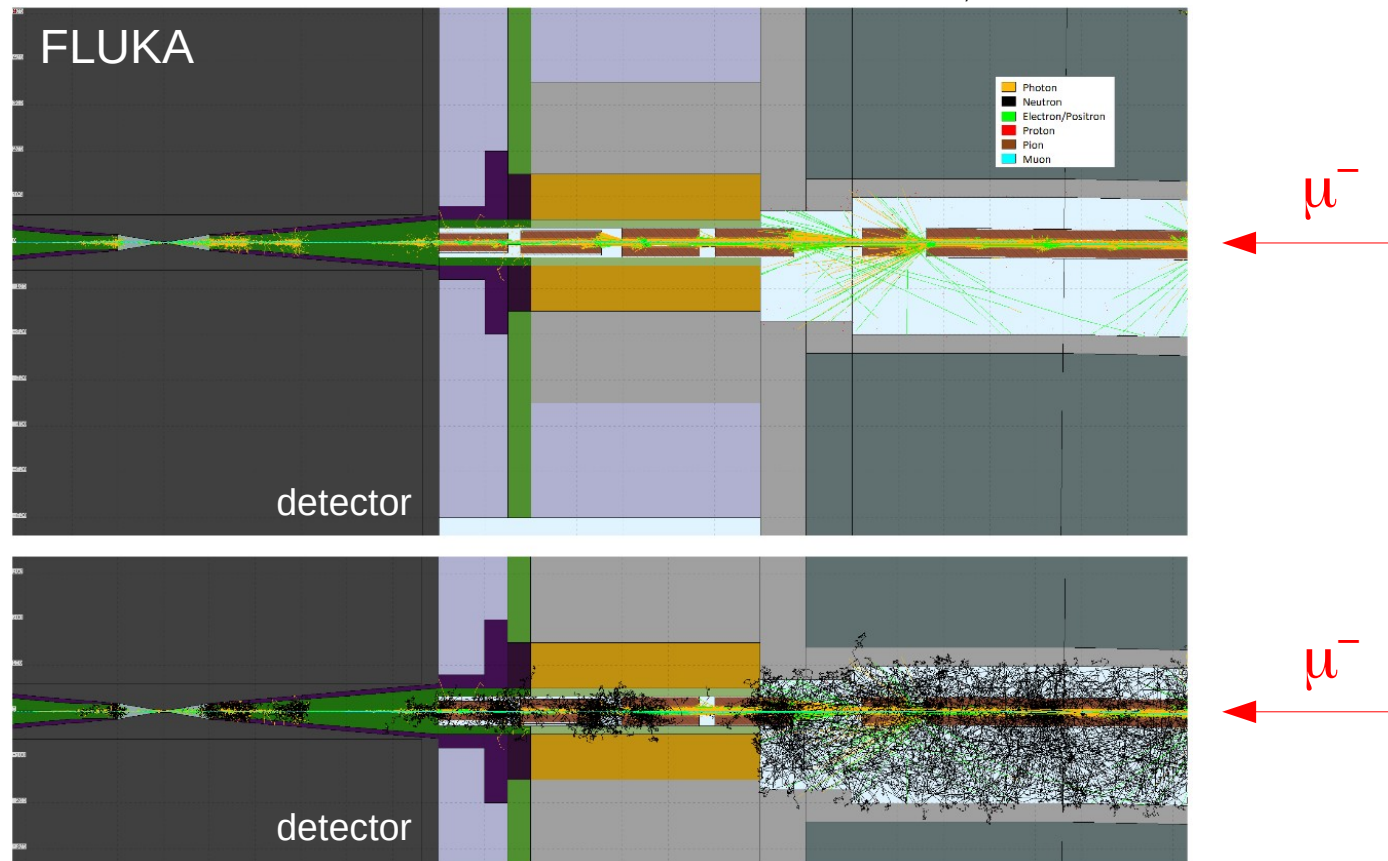 FLUKA
Photon
Neutron
Electron/Positron
Proton
Pion
Muon
μ⁻
detector
μ⁻
detector